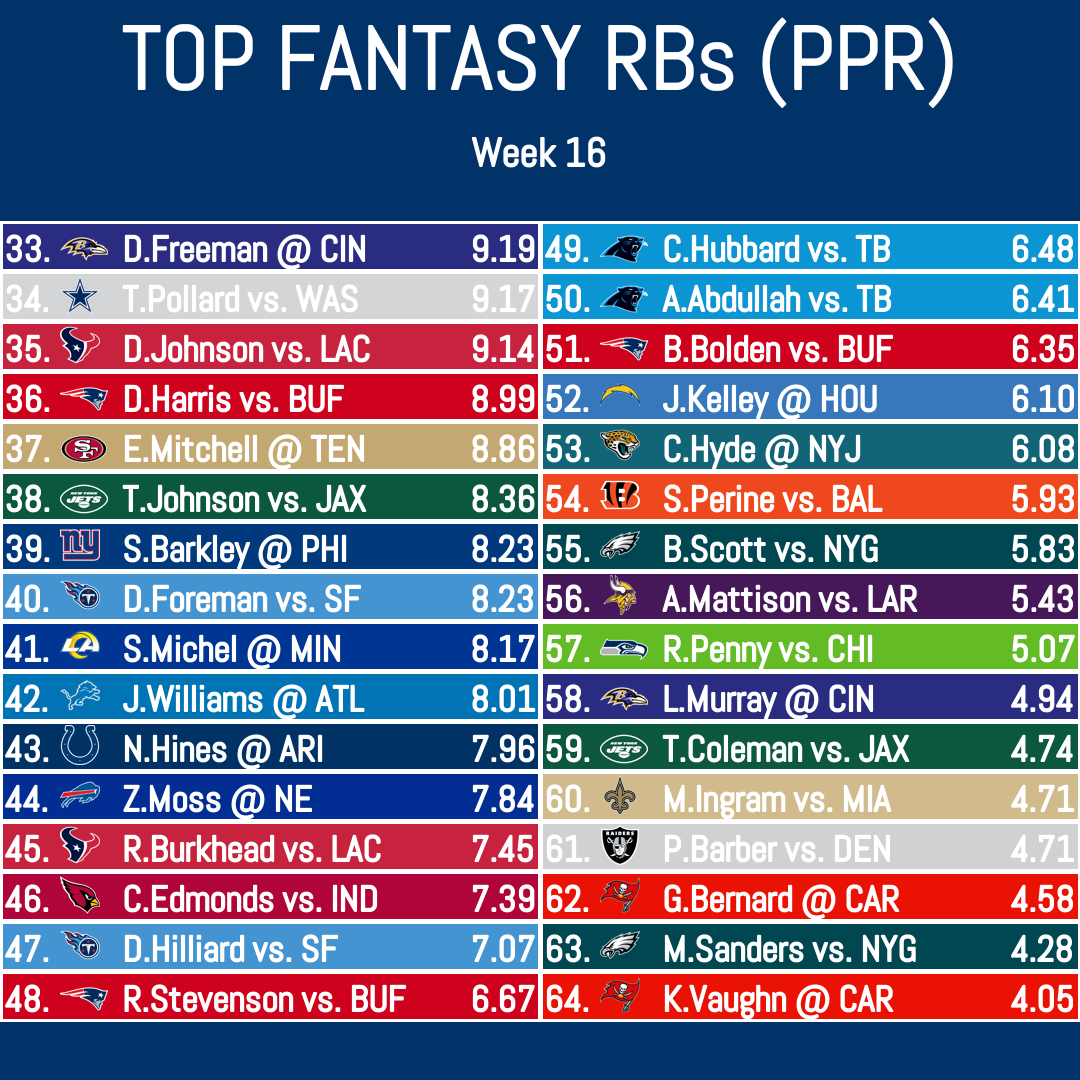 TOP FANTASY RBs (PPR)
Week 16
33. D.Freeman @ CIN 9.19
34. T.Pollard vs. WAS 9.17
35. D.Johnson vs. LAC 9.14
36. D.Harris vs. BUF 8.99
37. E.Mitchell @ TEN 8.86
38. NEW YORK JETS T.Johnson vs. JAX 8.36
39. ny S.Barkley @ PHI 8.23
40. T D.Foreman vs. SF 8.23
41. LA S.Michel @ MIN 8.17
42. J.Williams @ ATL 8.01
43. N.Hines @ ARI 7.96
44. Z.Moss @ NE 7.84
45. R.Burkhead vs. LAC 7.45
46. C.Edmonds vs. IND 7.39
47. T D.Hilliard vs. SF 7.07
48. R.Stevenson vs. BUF 6.67
49. C.Hubbard vs. TB 6.48
50. A.Abdullah vs. TB 6.41
51. B.Bolden vs. BUF 6.35
52. J.Kelley @ HOU 6.10
53. C.Hyde @ NYJ 6.08
54. S.Perine vs. BAL 5.93
55. B.Scott vs. NYG 5.83
56. A.Mattison vs. LAR 5.43
57. R.Penny vs. CHI 5.07
58. L.Murray @ CIN 4.94
59. NEW YORK JETS T.Coleman vs. JAX 4.74
60. M.Ingram vs. MIA 4.71
61. RAIDERS P.Barber vs. DEN 4.71
62. G.Bernard @ CAR 4.58
63. M.Sanders vs. NYG 4.28
64. K.Vaughn @ CAR 4.05